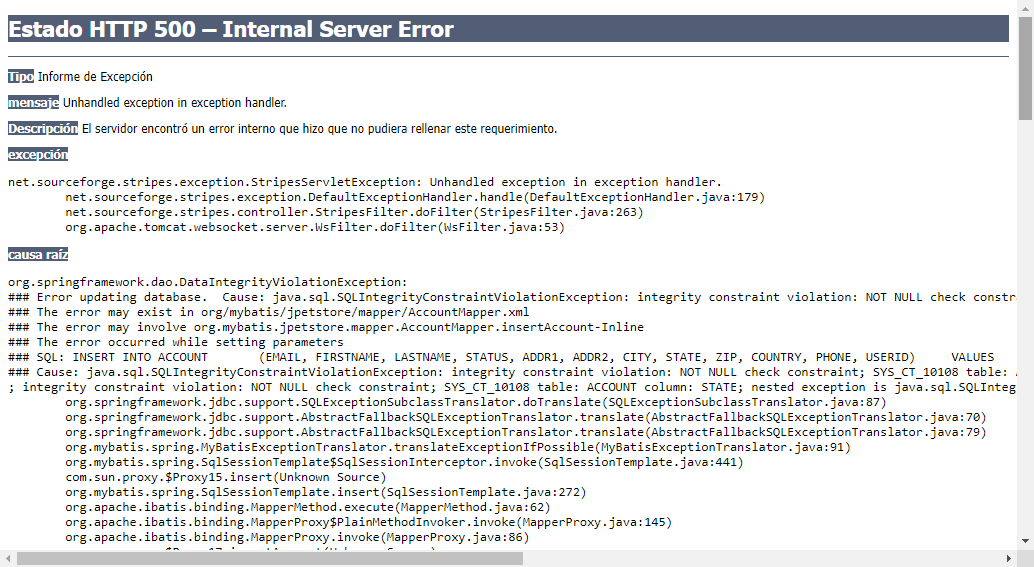 Estado HTTP 500 – Internal Server Error
Tipo Informe de Excepción
mensaje Unhandled exception in exception handler.
Descripción El servidor encontró un error interno que hizo que no pudiera rellenar este requerimiento.
excepción
net.sourceforge.stripes.exception.StripesServletException: Unhandled exception in exception handler.
net.sourceforge.stripes.exception.DefaultExceptionHandler.handle(DefaultExceptionHandler.java:179)
net.sourceforge.stripes.controller.StripesFilter.doFilter(StripesFilter.java:263)
org.apache.tomcat.websocket.server.WsFilter.doFilter(WsFilter.java:53)
causa raíz
org.springframework.dao.DataIntegrityViolationException:
### Error updating database.  Cause: java.sql.SQLIntegrityConstraintViolationException: integrity constraint violation: NOT NULL check constr
### The error may exist in org/mybatis/jpetstore/mapper/AccountMapper.xml
### The error may involve org.mybatis.jpetstore.mapper.AccountMapper.insertAccount-Inline
### The error occurred while setting parameters
### SQL: INSERT INTO ACCOUNT       (EMAIL, FIRSTNAME, LASTNAME, STATUS, ADDR1, ADDR2, CITY, STATE, ZIP, COUNTRY, PHONE, USERID)     VALUES
### Cause: java.sql.SQLIntegrityConstraintViolationException: integrity constraint violation: NOT NULL check constraint; SYS_CT_10108 table:
; integrity constraint violation: NOT NULL check constraint; SYS_CT_10108 table: ACCOUNT column: STATE; nested exception is java.sql.SQLInteg
org.springframework.jdbc.support.SQLExceptionSubclassTranslator.doTranslate(SQLExceptionSubclassTranslator.java:87)
org.springframework.jdbc.support.AbstractFallbackSQLExceptionTranslator.translate(AbstractFallbackSQLExceptionTranslator.java:70)
org.springframework.jdbc.support.AbstractFallbackSQLExceptionTranslator.translate(AbstractFallbackSQLExceptionTranslator.java:79)
org.mybatis.spring.MyBatisExceptionTranslator.translateExceptionIfPossible(MyBatisExceptionTranslator.java:91)
org.mybatis.spring.SqlSessionTemplate$SqlSessionInterceptor.invoke(SqlSessionTemplate.java:441)
com.sun.proxy.$Proxy15.insert(Unknown Source)
org.mybatis.spring.SqlSessionTemplate.insert(SqlSessionTemplate.java:272)
org.apache.ibatis.binding.MapperMethod.execute(MapperMethod.java:62)
org.apache.ibatis.binding.MapperProxy$PlainMethodInvoker.invoke(MapperProxy.java:145)
org.apache.ibatis.binding.MapperProxy.invoke(MapperProxy.java:86)